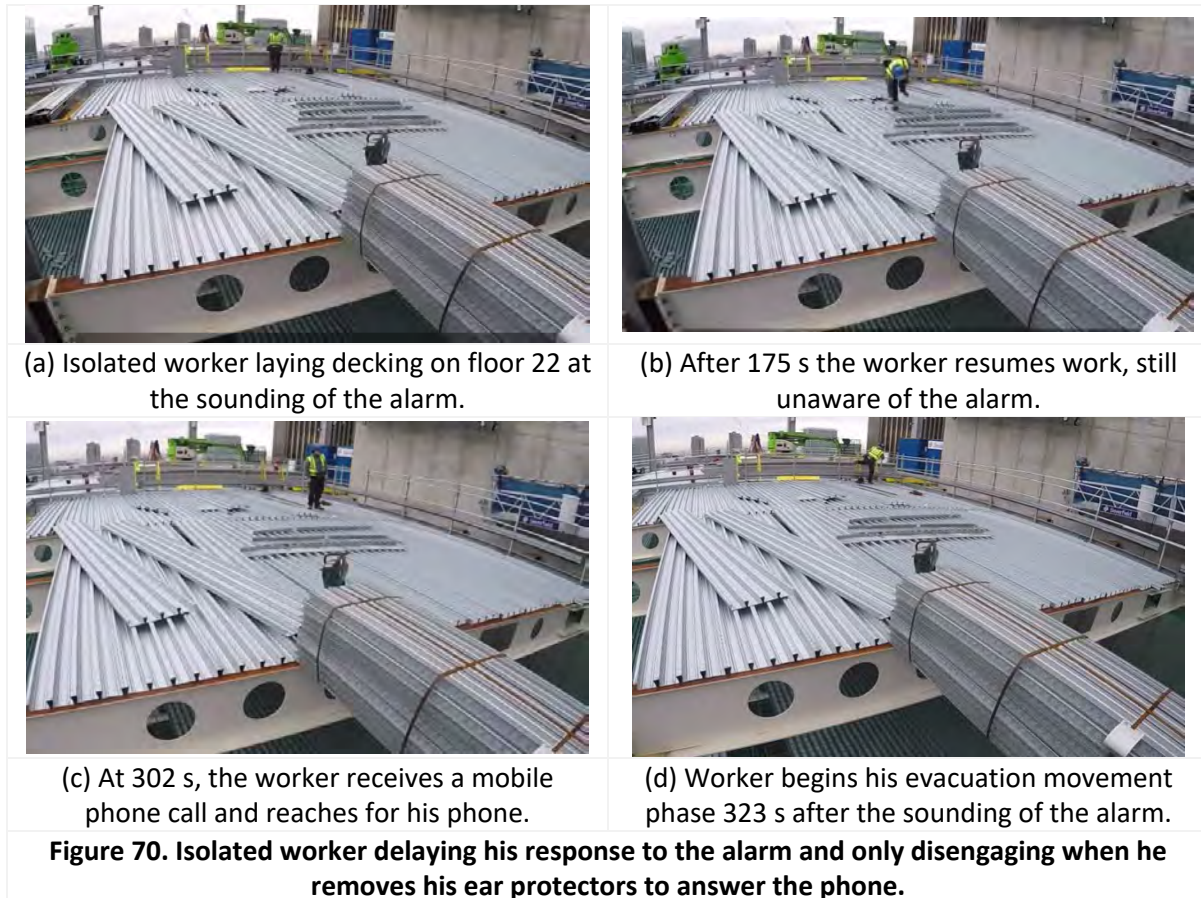 (a) Isolated worker laying decking on floor 22 at
the sounding of the alarm.
(b) After 175 s the worker resumes work, still
unaware of the alarm.
(c) At 302 s, the worker receives a mobile
phone call and reaches for his phone.
(d) Worker begins his evacuation movement
phase 323 s after the sounding of the alarm.
Figure 70. Isolated worker delaying his response to the alarm and only disengaging when he
removes his ear protectors to answer the phone.